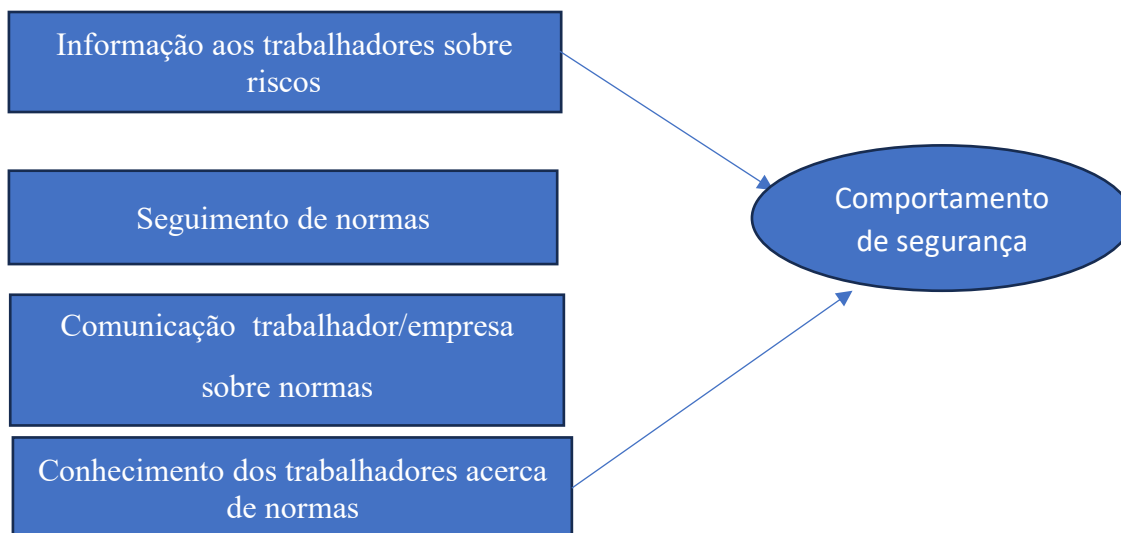 Informação aos trabalhadores sobre
riscos
Seguimento de normas
Comunicação trabalhador/empresa
sobre normas
Conhecimento dos trabalhadores acerca
de normas
Comportamento
de segurança